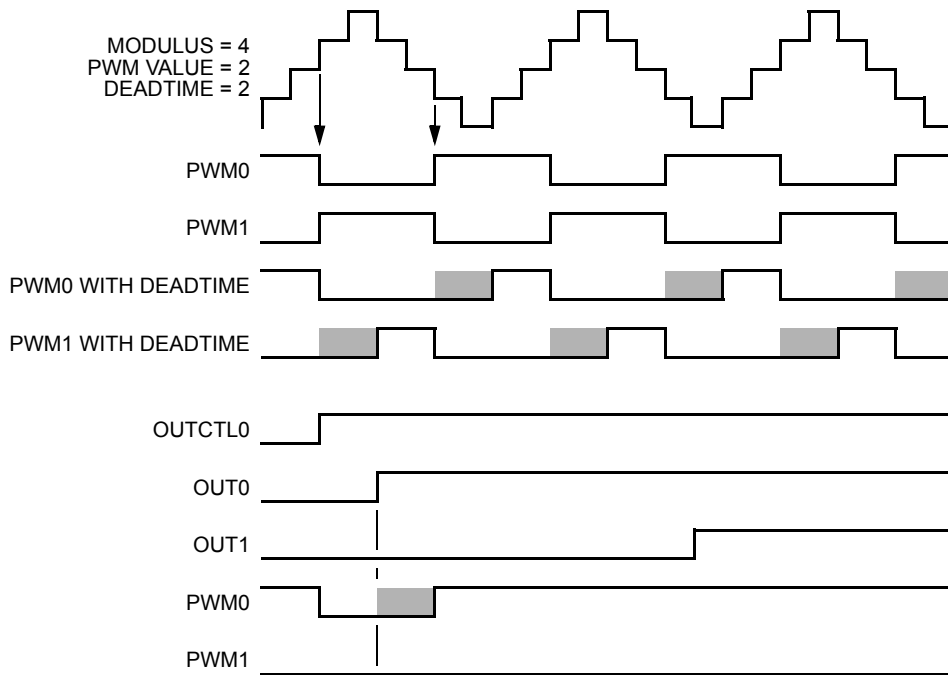 MODULUS = 4
PWM VALUE = 2
DEADTIME = 2
PWM0
PWM1
PWM0 WITH DEADTIME
PWM1 WITH DEADTIME
OUTCTL0
OUT0
OUT1
PWM0
PWM1